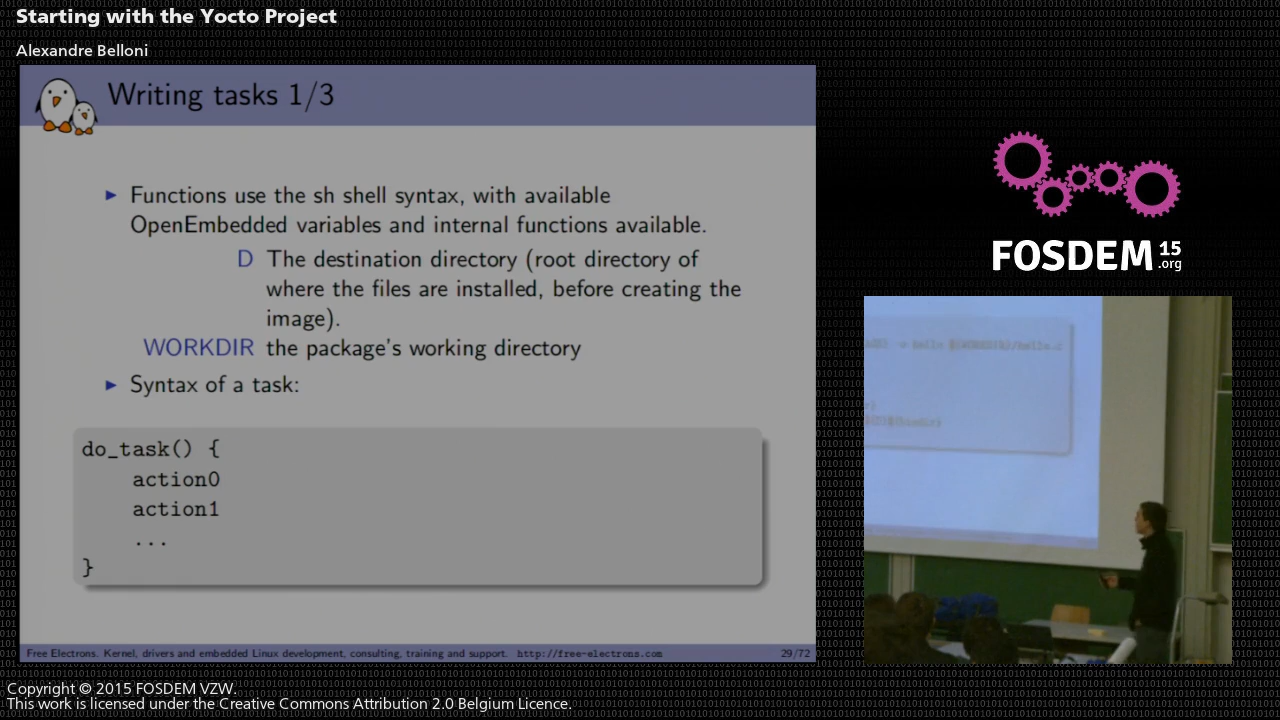 Starting with the Yocto Project
Alexandre Belloni
Writing tasks 1/3
► Functions use the sh shell syntax, with available
OpenEmbedded variables and internal functions available.
D The destination directory (root directory of
where the files are installed, before creating the
image).
WORKDIR the package's working directory
► Syntax of a task:
do_task() {
action0
action1
...
}
Free Electrons. Kernel, drivers and embedded Linux development, consulting, training and support. http://free-electrons.com 29/72
FOSDEM 15
.org
Copyright © 2015 FOSDEM VZW.
This work is licensed under the Creative Commons Attribution 2.0 Belgium Licence.